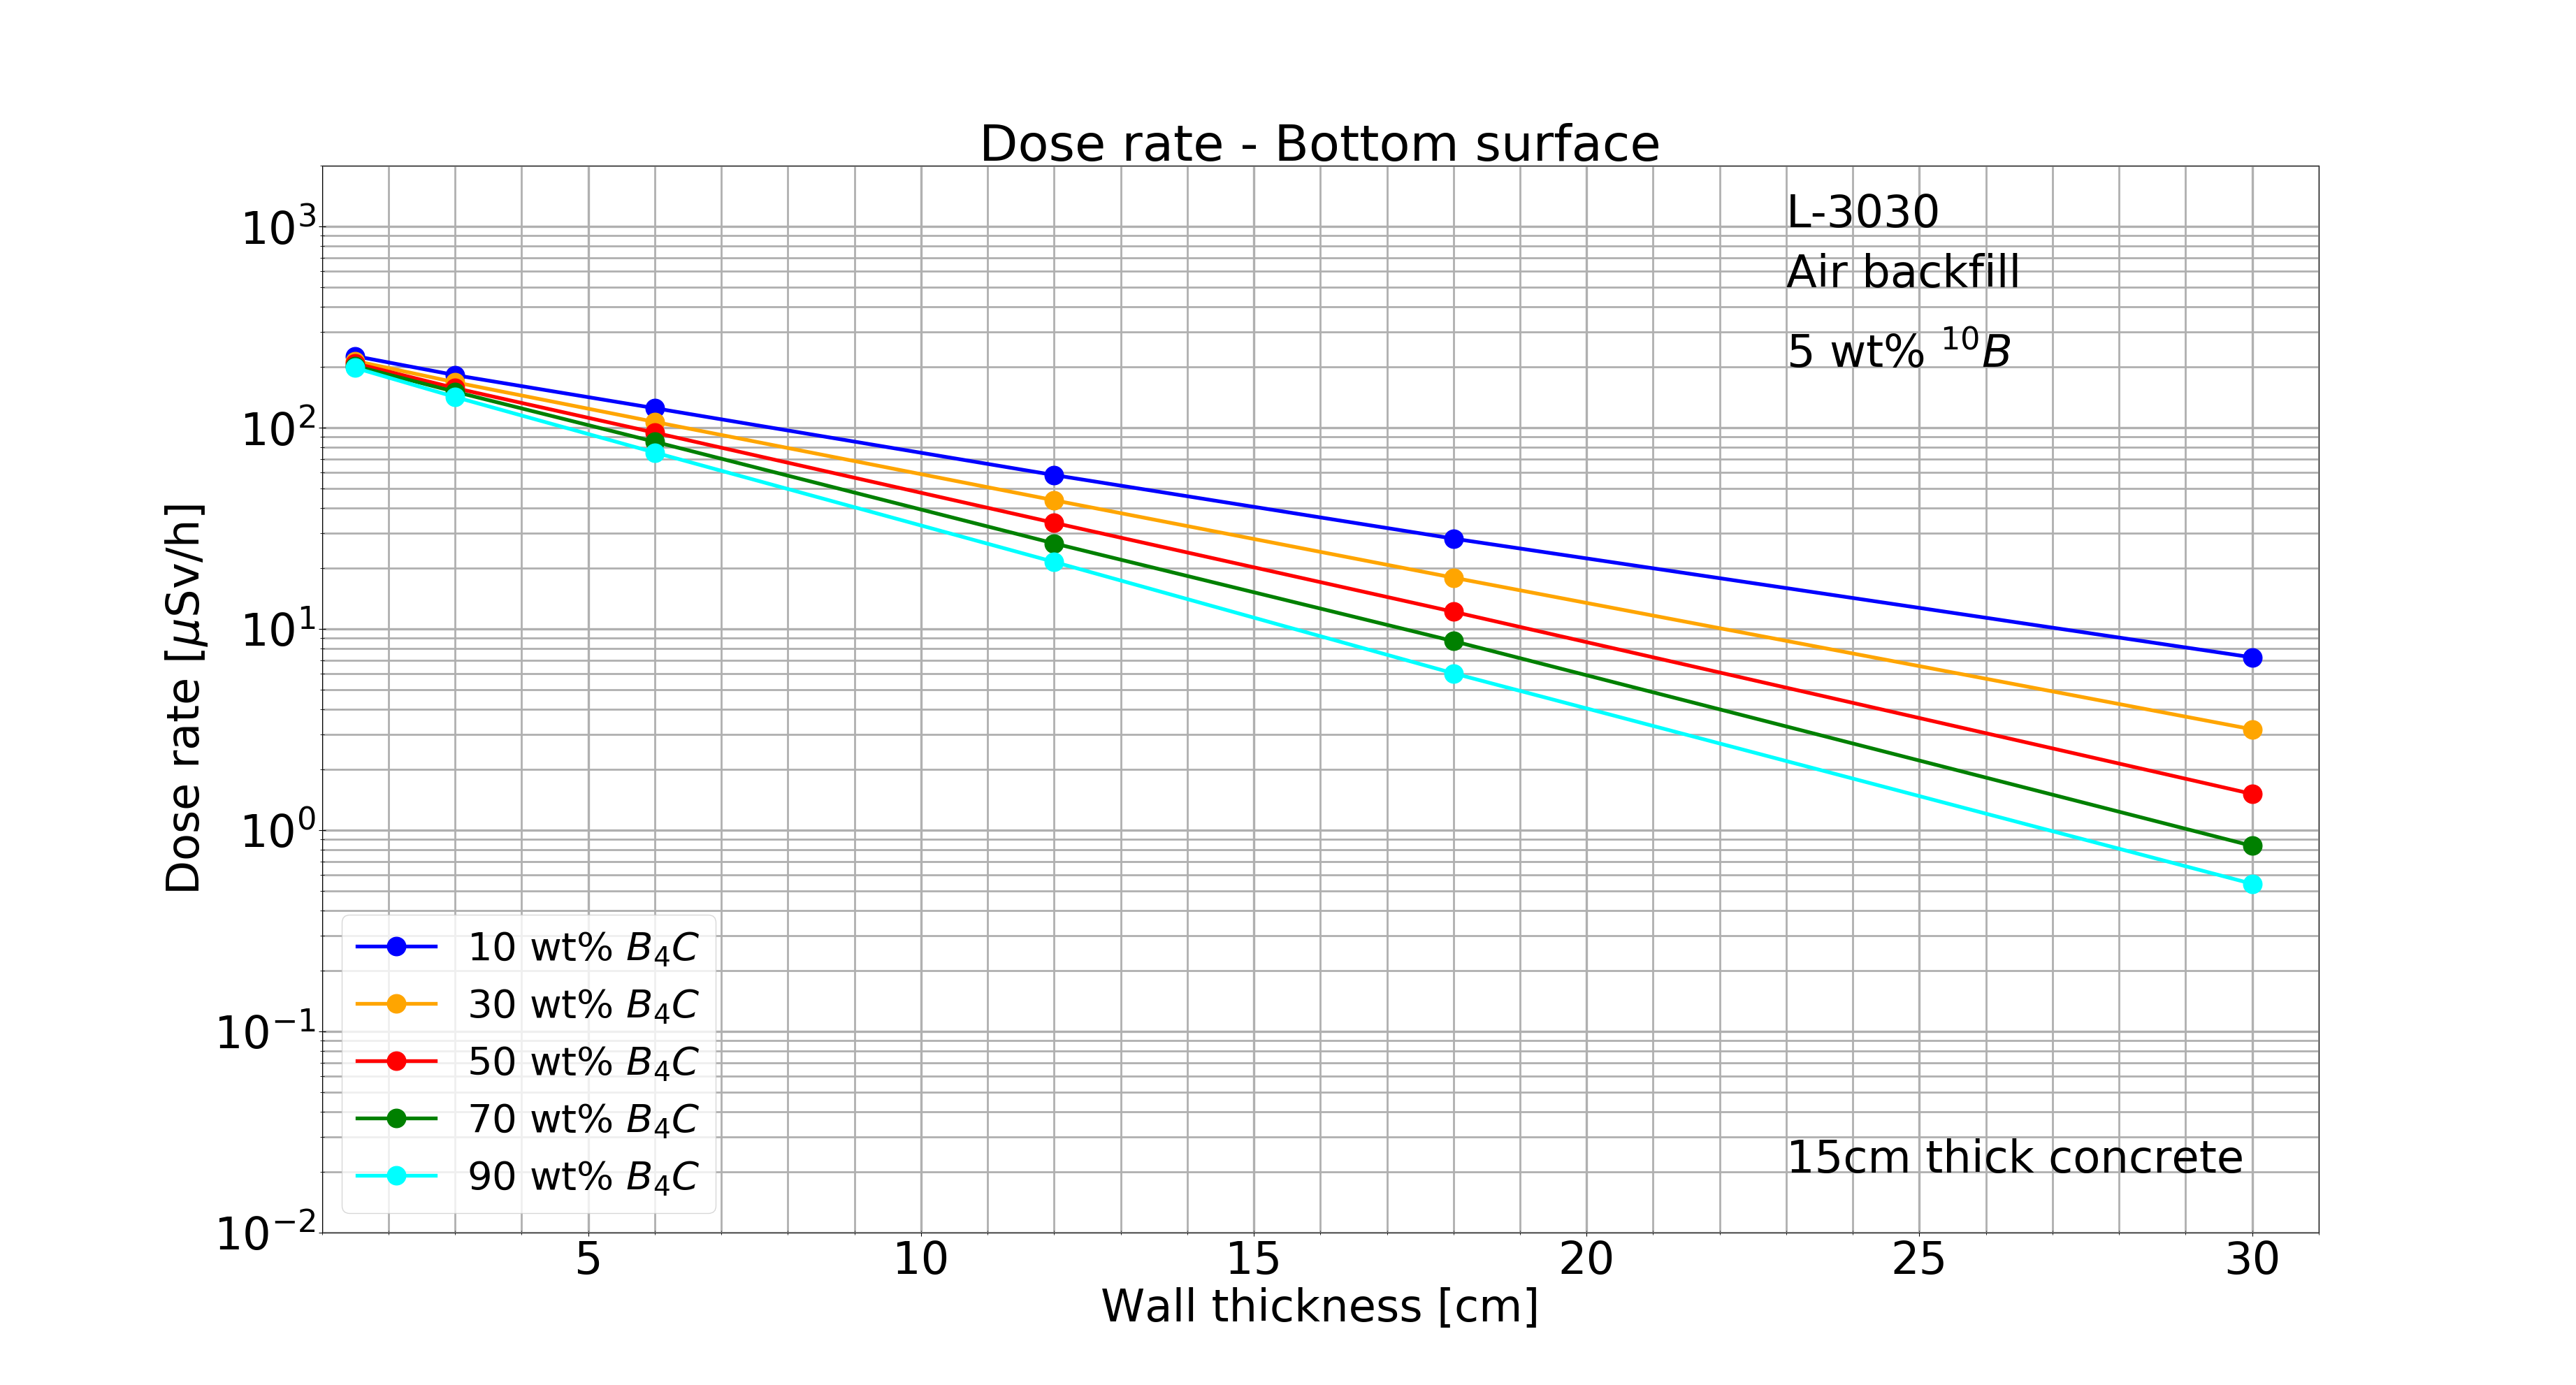 Dose rate - Bottom surface
L-3030
Air backfill
5 wt% ¹⁰B
15cm thick concrete
Dose rate [μSv/h]
10³
10²
10¹
10⁰
10⁻¹
10⁻²
10 wt% B₄C
30 wt% B₄C
50 wt% B₄C
70 wt% B₄C
90 wt% B₄C
5 10 15 20 25 30
Wall thickness [cm]